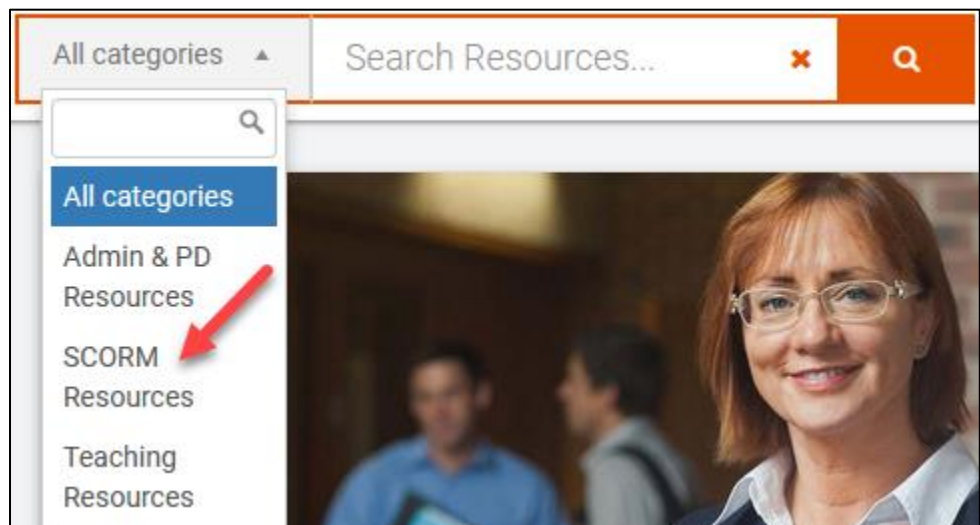 All categories
Search Resources...
All categories
Admin & PD
Resources
SCORM
Resources
Teaching
Resources